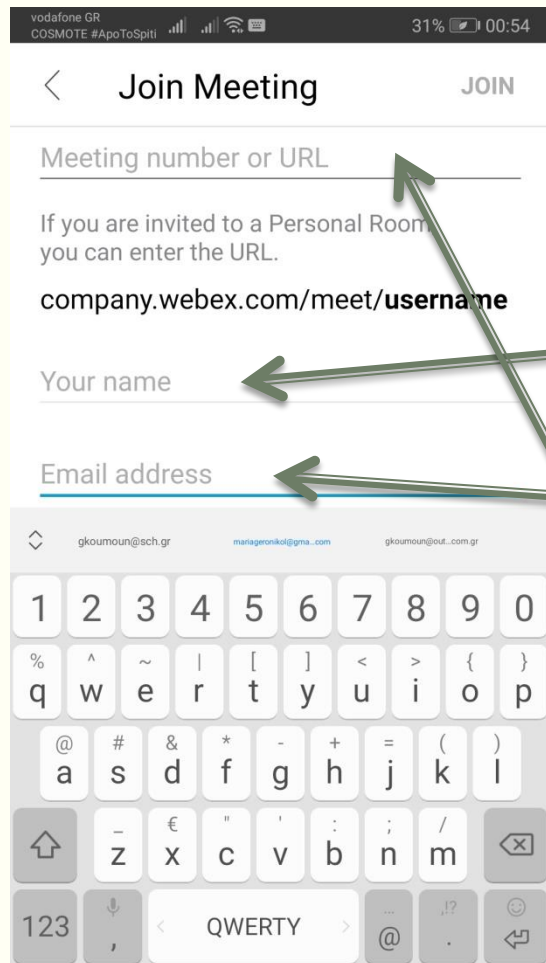 vodafone GR
COSMOTE #ApoToSpiti
31% 00:54
Join Meeting JOIN
Meeting number or URL
If you are invited to a Personal Room
you can enter the URL.
company.webex.com/meet/username
Your name
Email address
gkoumoun@sch.gr mariageronikol@gma...com gkoumoun@out...com.gr
1 2 3 4 5 6 7 8 9 0
% ^ ~ | [ ] < > { }
q w e r t y u i o p
@ # & * - + = ( )
a s d f g h j k l
_ € " ' : ; /
z x c v b n m
... ,!?
123 , < QWERTY > @ .